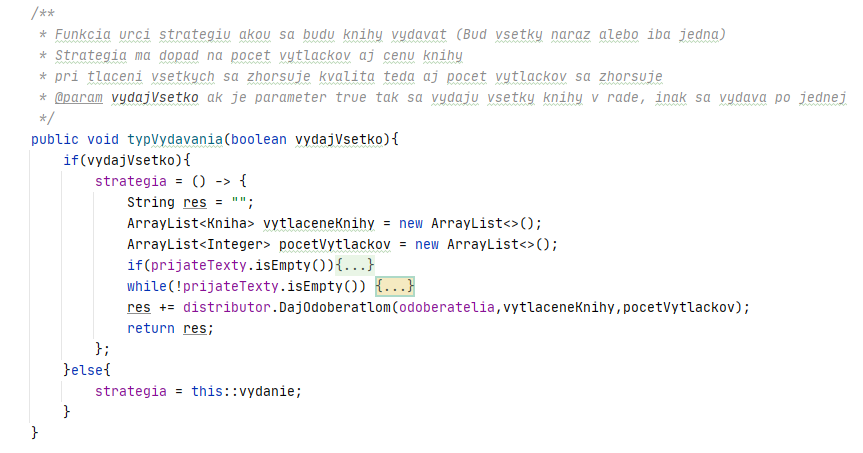 /**
 * Funkcia urci strategiu akou sa budu knihy vydavat (Bud vsetky naraz alebo iba jedna)
 * Strategia ma dopad na pocet vytlackov aj cenu knihy
 * pri tlaceni vsetkych sa zhorsuje kvalita teda aj pocet vytlackov sa zhorsuje
 * @param vydajVsetko ak je parameter true tak sa vydaju vsetky knihy v rade, inak sa vydava po jednej
 */
public void typVydavania(boolean vydajVsetko){
    if(vydajVsetko){
        strategia = () -> {
            String res = "";
            ArrayList<Kniha> vytlaceneKnihy = new ArrayList<>();
            ArrayList<Integer> pocetVytlackov = new ArrayList<>();
            if(prijateTexty.isEmpty()){...}
            while(!prijateTexty.isEmpty()) {...}
            res += distributor.DajOdoberatlom(odoberatelia,vytlaceneKnihy,pocetVytlackov);
            return res;
        };
    }else{
        strategia = this::vydanie;
    }
}